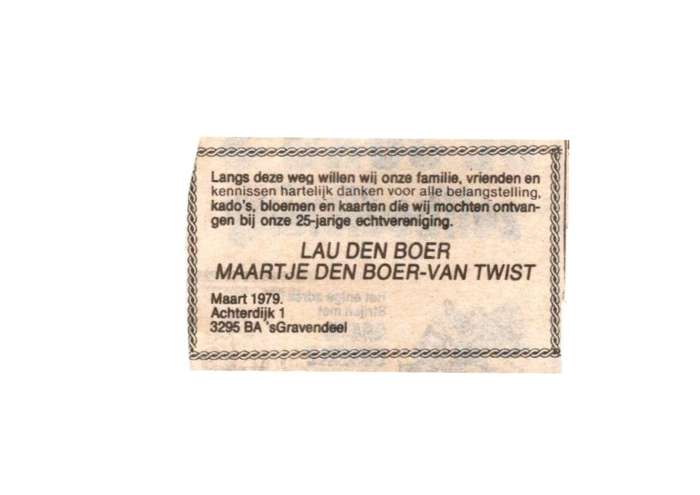 Langs deze weg willen wij onze familie, vrienden en
kennissen hartelijk danken voor alle belangstelling,
kado's, bloemen en kaarten die wij mochten ontvan-
gen bij onze 25-jarige echtvereniging.
LAU DEN BOER
MAARTJE DEN BOER-VAN TWIST
Maart 1979.
Achterdijk 1
3295 BA 'sGravendeel